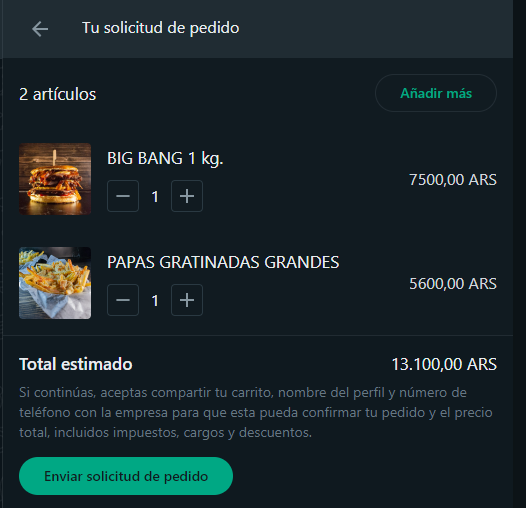 Tu solicitud de pedido
2 artículos
Añadir más
BIG BANG 1 kg.
1
7500,00 ARS
PAPAS GRATINADAS GRANDES
1
5600,00 ARS
Total estimado
13.100,00 ARS
Si continúas, aceptas compartir tu carrito, nombre del perfil y número de
teléfono con la empresa para que esta pueda confirmar tu pedido y el precio
total, incluidos impuestos, cargos y descuentos.
Enviar solicitud de pedido